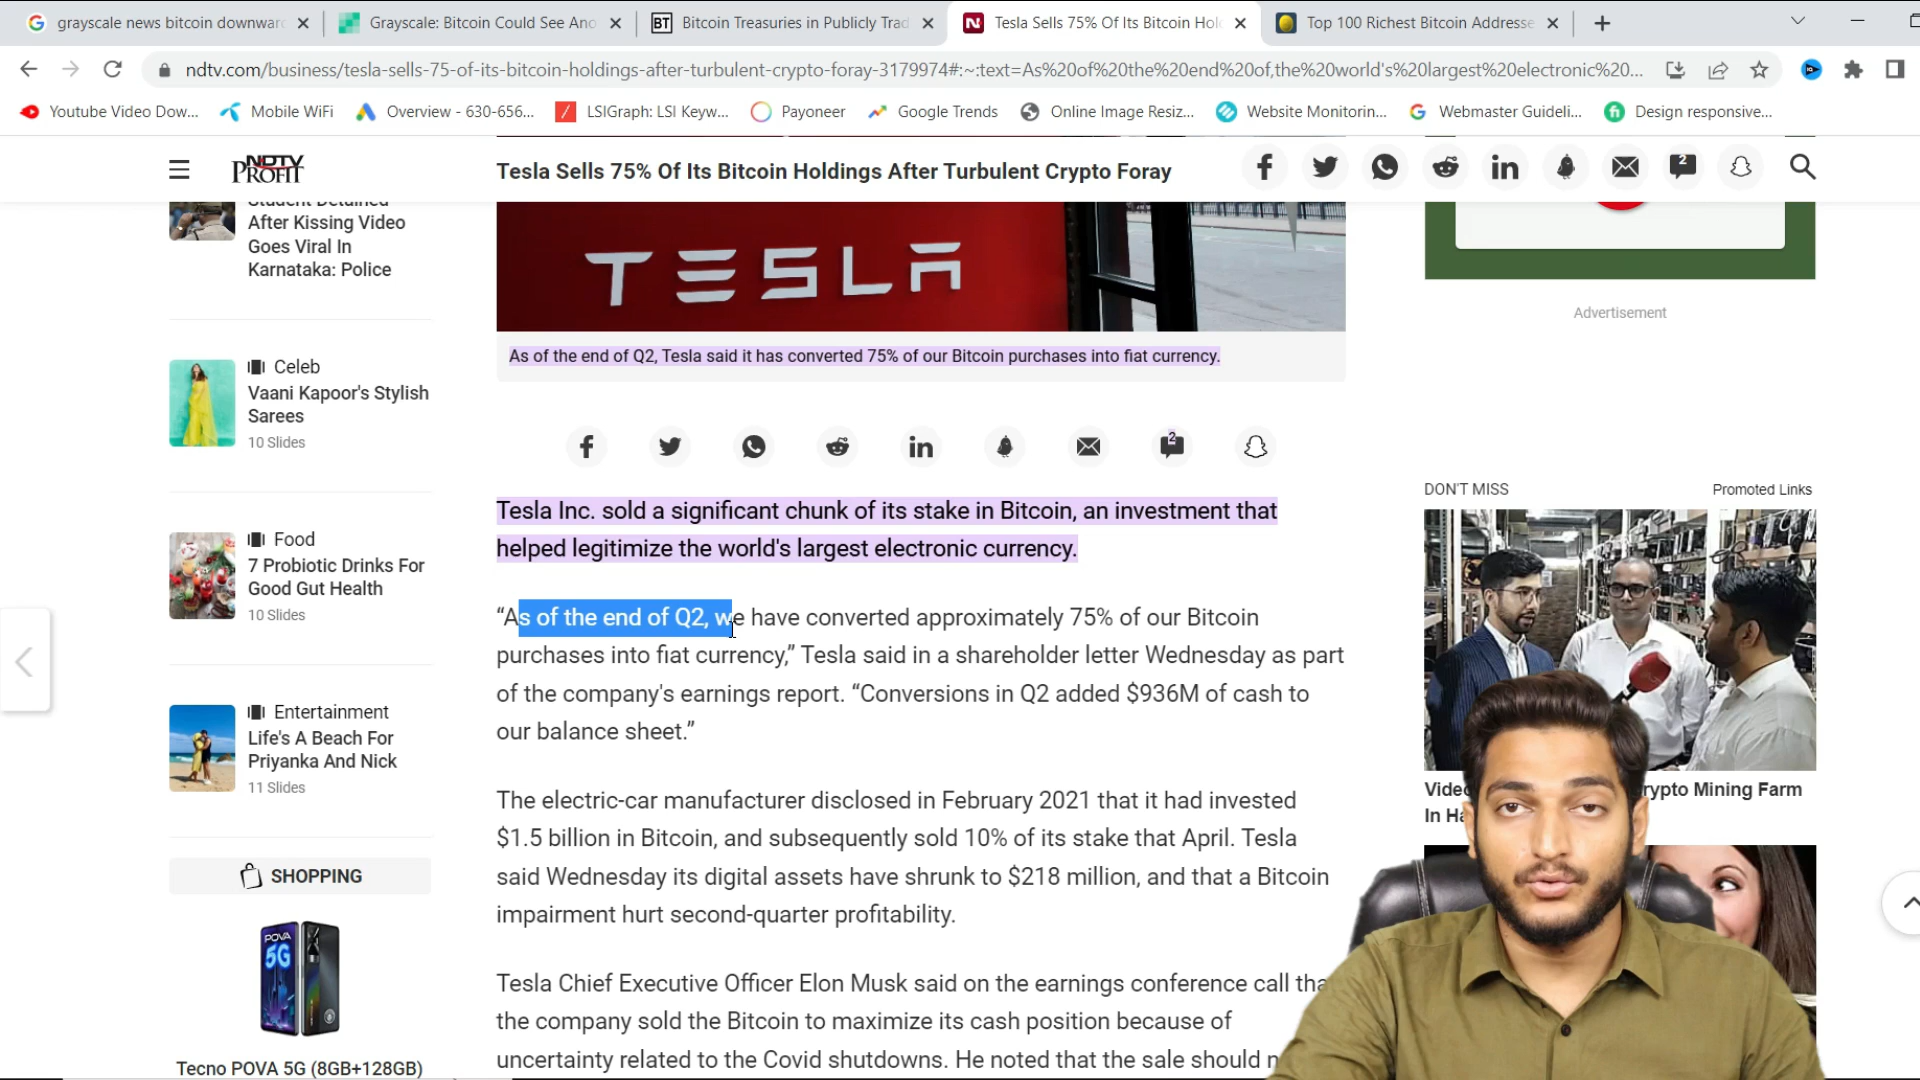 grayscale news bitcoin downwar
Grayscale: Bitcoin Could See Ano
Bitcoin Treasuries in Publicly Trad
Tesla Sells 75% Of Its Bitcoin Hol
Top 100 Richest Bitcoin Addresse
ndtv.com/business/tesla-sells-75-of-its-bitcoin-holdings-after-turbulent-crypto-foray-3179974#:~:text=As%20of%20the%20end%20of,the%20world's%20largest%20electronic%20...
Youtube Video Dow...
Mobile WiFi
Overview - 630-656...
LSIGraph: LSI Keyw...
Payoneer
Google Trends
Online Image Resiz...
Website Monitorin...
Webmaster Guideli...
Design responsive...
NDTV
PROFIT
Tesla Sells 75% Of Its Bitcoin Holdings After Turbulent Crypto Foray
2
Student Detained
After Kissing Video
Goes Viral In
Karnataka: Police
Celeb
Vaani Kapoor's Stylish
Sarees
10 Slides
Food
7 Probiotic Drinks For
Good Gut Health
10 Slides
Entertainment
Life's A Beach For
Priyanka And Nick
11 Slides
SHOPPING
POVA
5G
Tecno POVA 5G (8GB+128GB)
TESLA
As of the end of Q2, Tesla said it has converted 75% of our Bitcoin purchases into fiat currency.
2
Tesla Inc. sold a significant chunk of its stake in Bitcoin, an investment that
helped legitimize the world's largest electronic currency.
“As of the end of Q2, we have converted approximately 75% of our Bitcoin
purchases into fiat currency,” Tesla said in a shareholder letter Wednesday as part
of the company's earnings report. “Conversions in Q2 added $936M of cash to
our balance sheet.”
The electric-car manufacturer disclosed in February 2021 that it had invested
$1.5 billion in Bitcoin, and subsequently sold 10% of its stake that April. Tesla
said Wednesday its digital assets have shrunk to $218 million, and that a Bitcoin
impairment hurt second-quarter profitability.
Tesla Chief Executive Officer Elon Musk said on the earnings conference call tha
the company sold the Bitcoin to maximize its cash position because of
uncertainty related to the Covid shutdowns. He noted that the sale should n
Advertisement
DON'T MISS
Promoted Links
Vide
rypto Mining Farm
In Ha